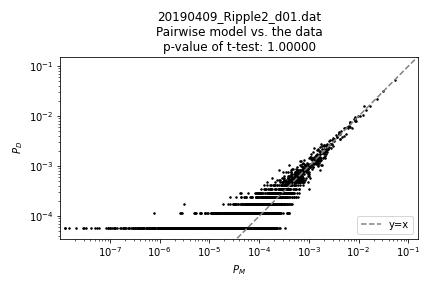 20190409_Ripple2_d01.dat
Pairwise model vs. the data
p-value of t-test: 1.00000
10⁻¹
10⁻²
10⁻³
10⁻⁴
P_D
y=x
10⁻⁷ 10⁻⁶ 10⁻⁵ 10⁻⁴ 10⁻³ 10⁻² 10⁻¹
P_M